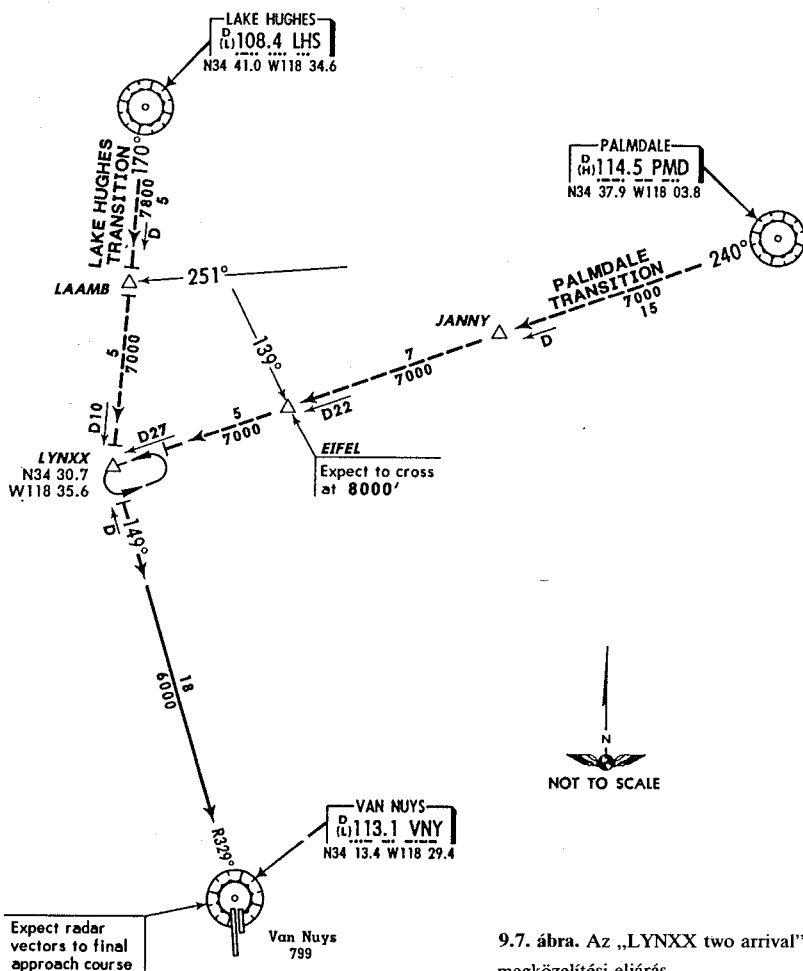 LAKE HUGHES
D
(L)108.4 LHS
N34 41.0 W118 34.6
PALMDALE
D
(H)114.5 PMD
N34 37.9 W118 03.8
170°
LAKE HUGHES
TRANSITION
7800
5
D
LAAMB
251°
240°
PALMDALE
TRANSITION
7000
15
D
JANNY
139°
7
7000
D22
5
7000
D10
D27
5
7000
EIFEL
Expect to cross
at 8000'
LYNXX
N34 30.7
W118 35.6
D
149°
18
6000
N
NOT TO SCALE
R329°
VAN NUYS
D
(L)113.1 VNY
N34 13.4 W118 29.4
Expect radar
vectors to final
approach course
Van Nuys
799
9.7. ábra. Az „LYNXX two arrival”
megközelítési eljárás